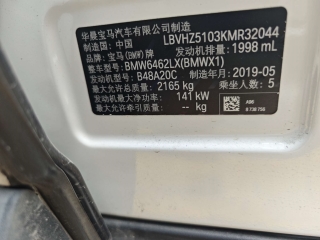 华晨宝马汽车有限公司制造
制造国: 中国 LBVHZ5103KMR32044
品牌: 宝马(BMW)牌 发动机排量: 1998 mL
整车型号: BMW6462LX(BMWX1)
发动机型号: B48A20C 制造年月: 2019-05
最大允许总质量: 2165 kg 乘坐人数: 5
发动机最大净功率: 141 kW
最大允许牵引质量: -- kg